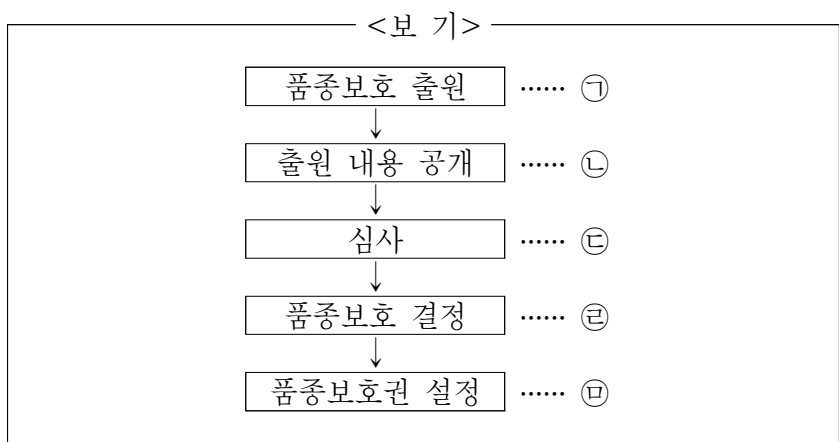 <보 기>
품종보호 출원 …… ㉠
출원 내용 공개 …… ㉡
심사 …… ㉢
품종보호 결정 …… ㉣
품종보호권 설정 …… ㉤